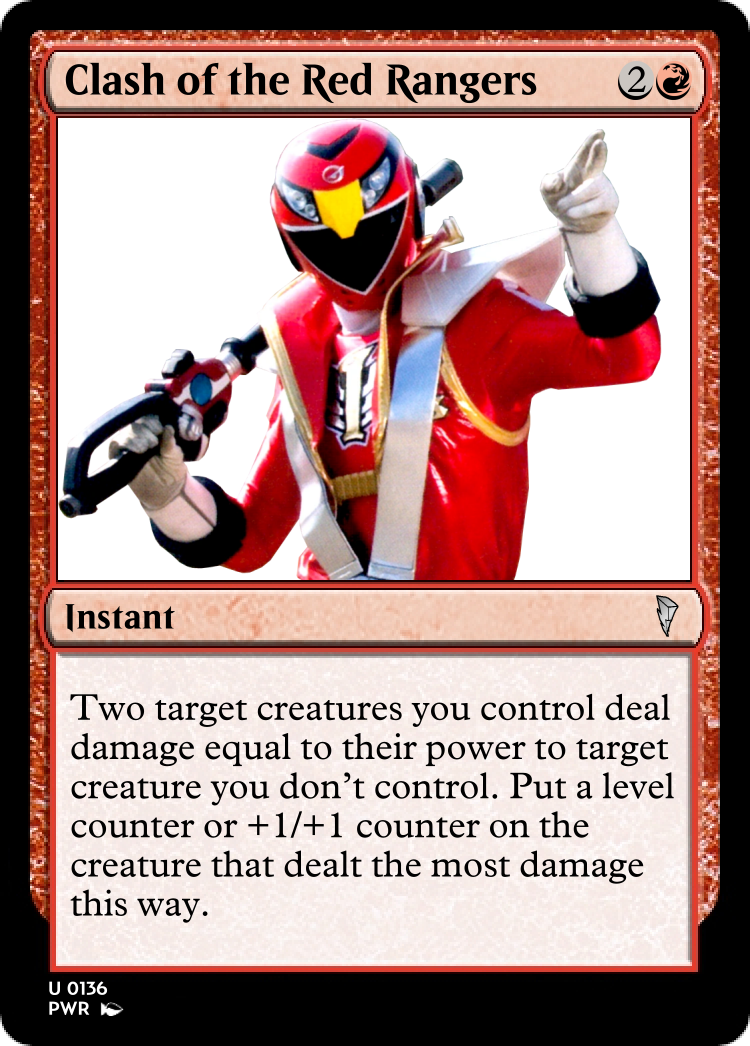 Clash of the Red Rangers 2
Instant
Two target creatures you control deal
damage equal to their power to target
creature you don't control. Put a level
counter or +1/+1 counter on the
creature that dealt the most damage
this way.
U 0136
PWR